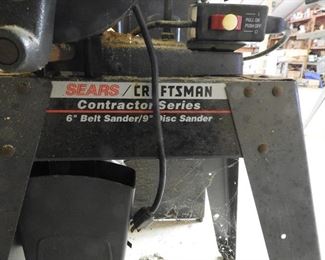 PULL ON
PUSH OFF
SEARS / CRAFTSMAN
Contractor Series
6" Belt Sander/9" Disc Sander